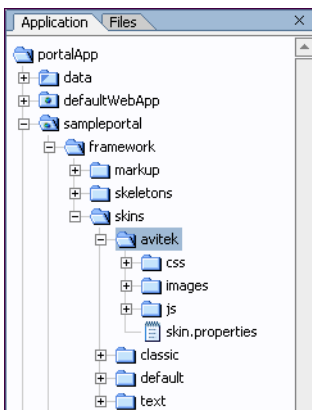 Application Files
portalApp
data
defaultWebApp
sampleportal
framework
markup
skeletons
skins
avitek
css
images
js
skin.properties
classic
default
text